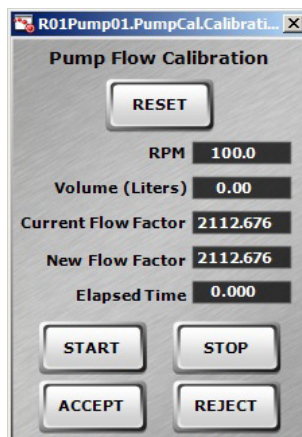 R01Pump01.PumpCal.Calibrati...
Pump Flow Calibration
RESET
RPM 100.0
Volume (Liters) 0.00
Current Flow Factor 2112.676
New Flow Factor 2112.676
Elapsed Time 0.000
START STOP
ACCEPT REJECT